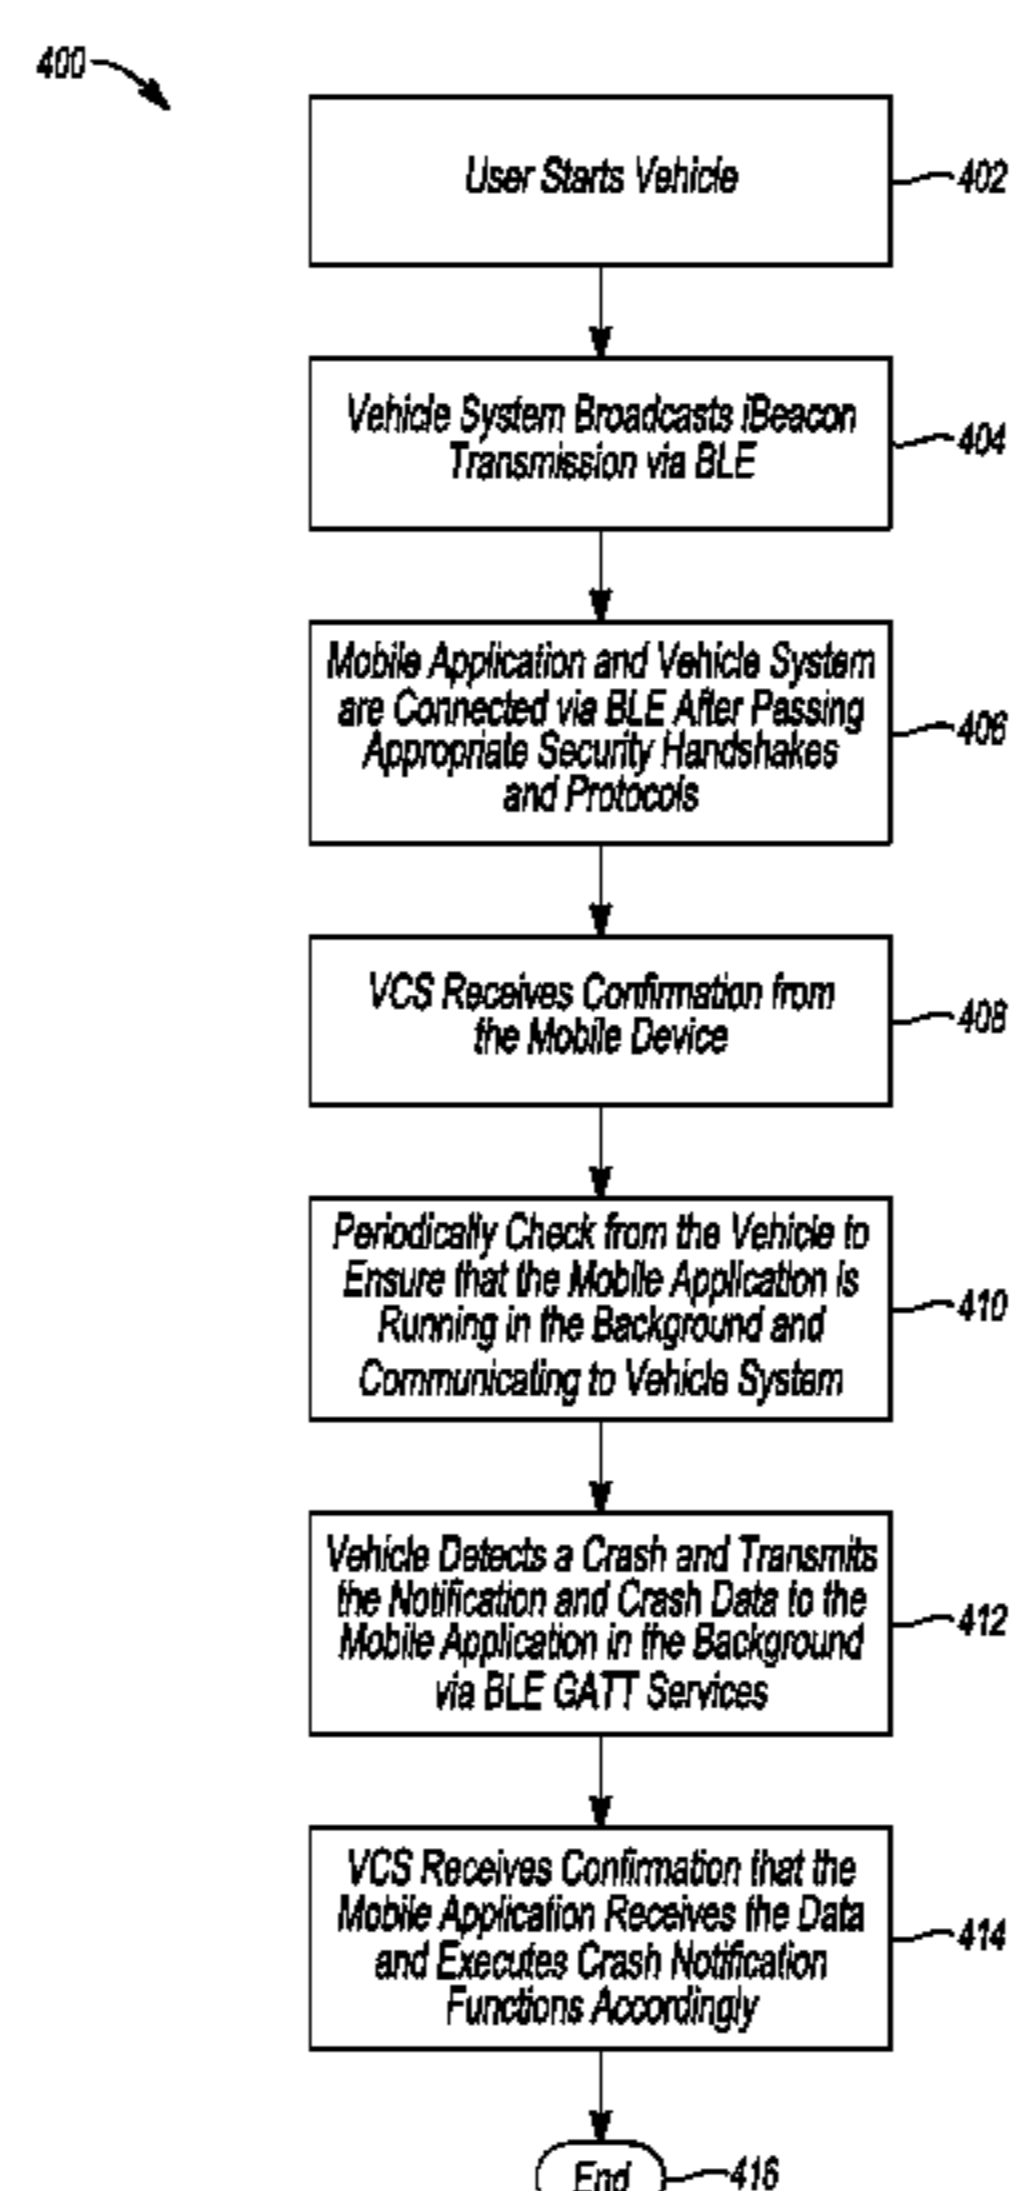 400
User Starts Vehicle
402
Vehicle System Broadcasts iBeacon
Transmission via BLE
404
Mobile Application and Vehicle System
are Connected via BLE After Passing
Appropriate Security Handshakes
and Protocols
406
VCS Receives Confirmation from
the Mobile Device
408
Periodically Check from the Vehicle to
Ensure that the Mobile Application is
Running in the Background and
Communicating to Vehicle System
410
Vehicle Detects a Crash and Transmits
the Notification and Crash Data to the
Mobile Application in the Background
via BLE GATT Services
412
VCS Receives Confirmation that the
Mobile Application Receives the Data
and Executes Crash Notification
Functions Accordingly
414
End
416